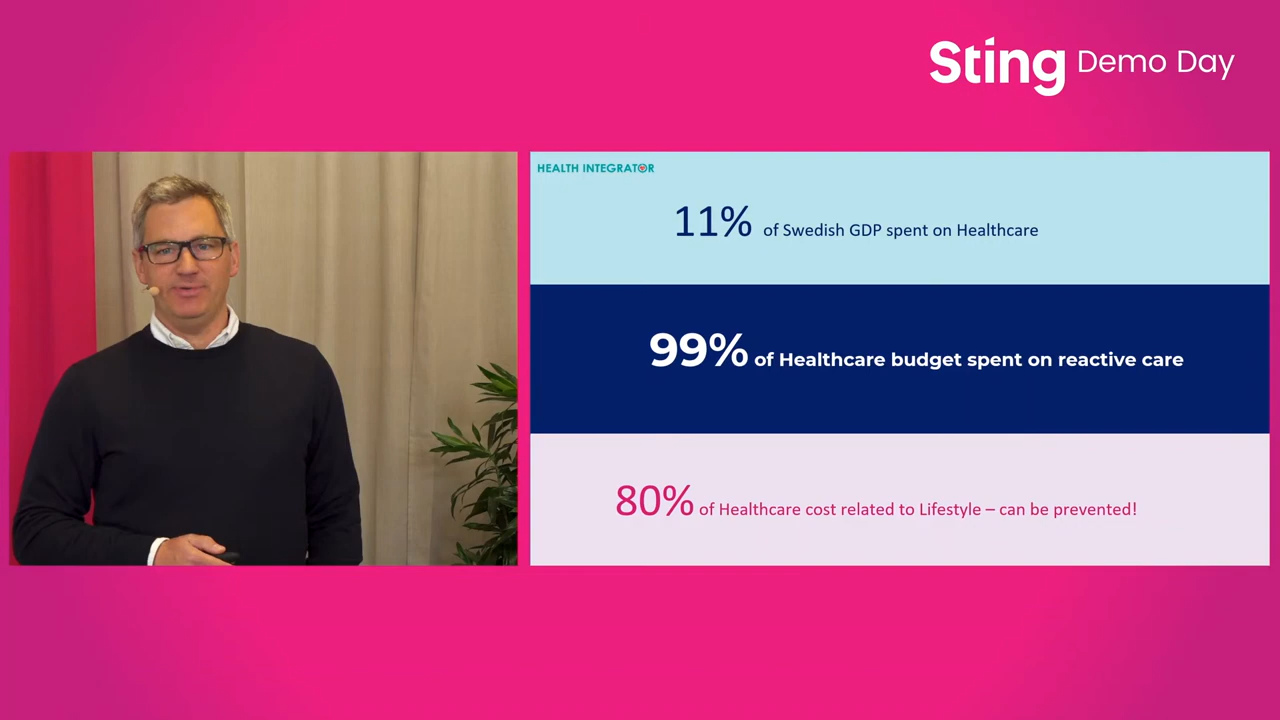 Sting Demo Day
HEALTH INTEGRATOR
11% of Swedish GDP spent on Healthcare
99% of Healthcare budget spent on reactive care
80% of Healthcare cost related to Lifestyle – can be prevented!